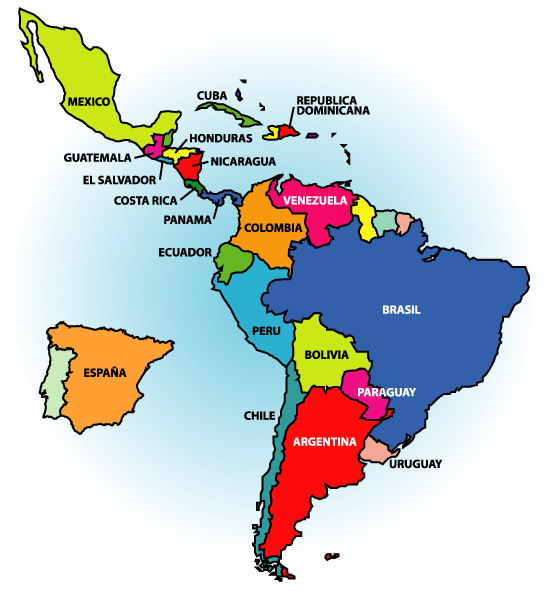 MEXICO
CUBA
REPUBLICA
DOMINICANA
HONDURAS
GUATEMALA
NICARAGUA
EL SALVADOR
COSTA RICA
PANAMA
VENEZUELA
COLOMBIA
ECUADOR
BRASIL
PERU
BOLIVIA
ESPAÑA
PARAGUAY
CHILE
ARGENTINA
URUGUAY